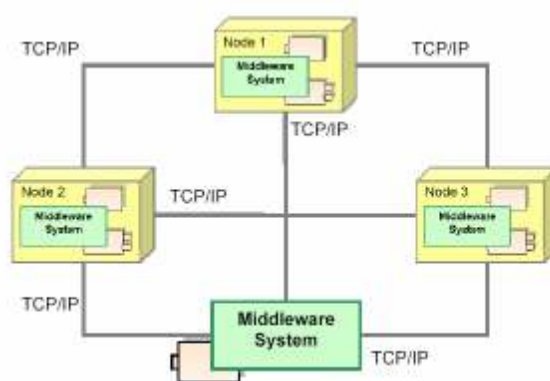 TCP/IP
Node 1
TCP/IP
Middleware
System
TCP/IP
Node 2
Middleware
System
TCP/IP
Node 3
Middleware
System
TCP/IP
Middleware
System
TCP/IP